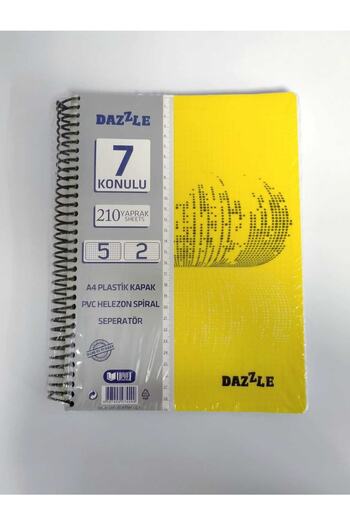 DAZZLE
7
KONULU
210 YAPRAK
SHEETS
5 2
A4 PLASTİK KAPAK
PVC HELEZON SPİRAL
SEPERATÖR
DAZZLE